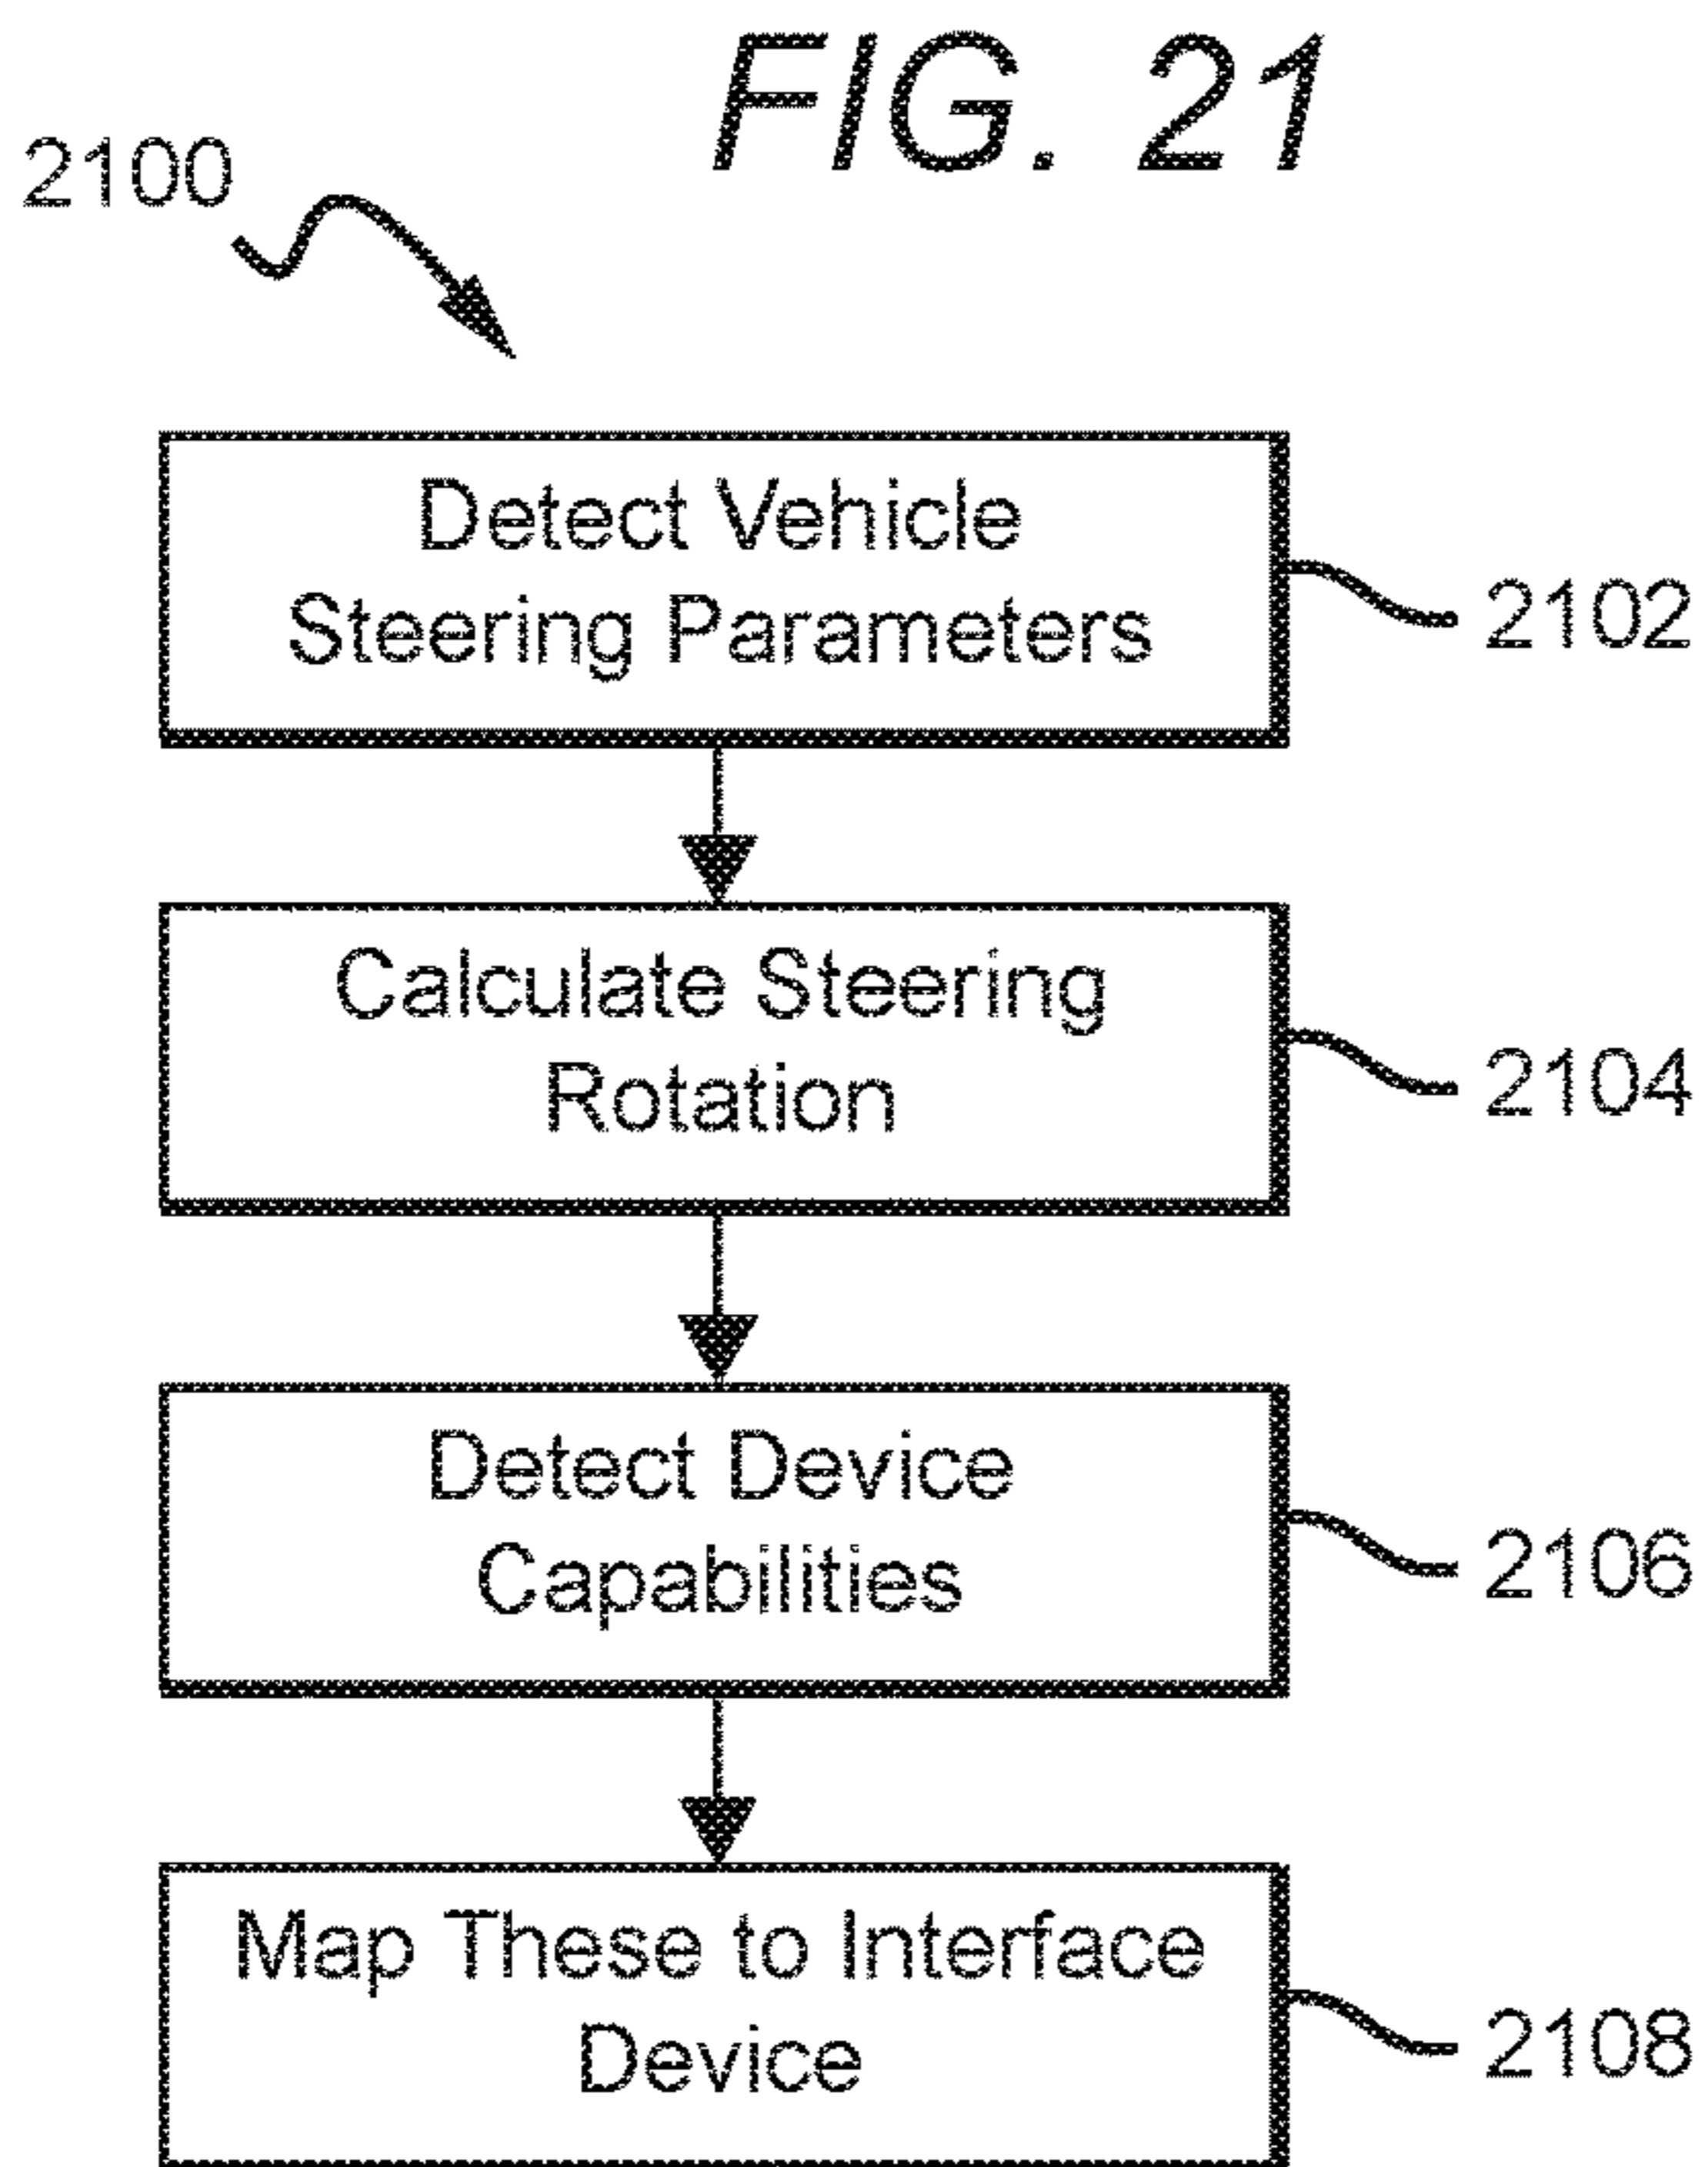 FIG. 21
2100
Detect Vehicle
Steering Parameters
2102
Calculate Steering
Rotation
2104
Detect Device
Capabilities
2106
Map These to Interface
Device
2108